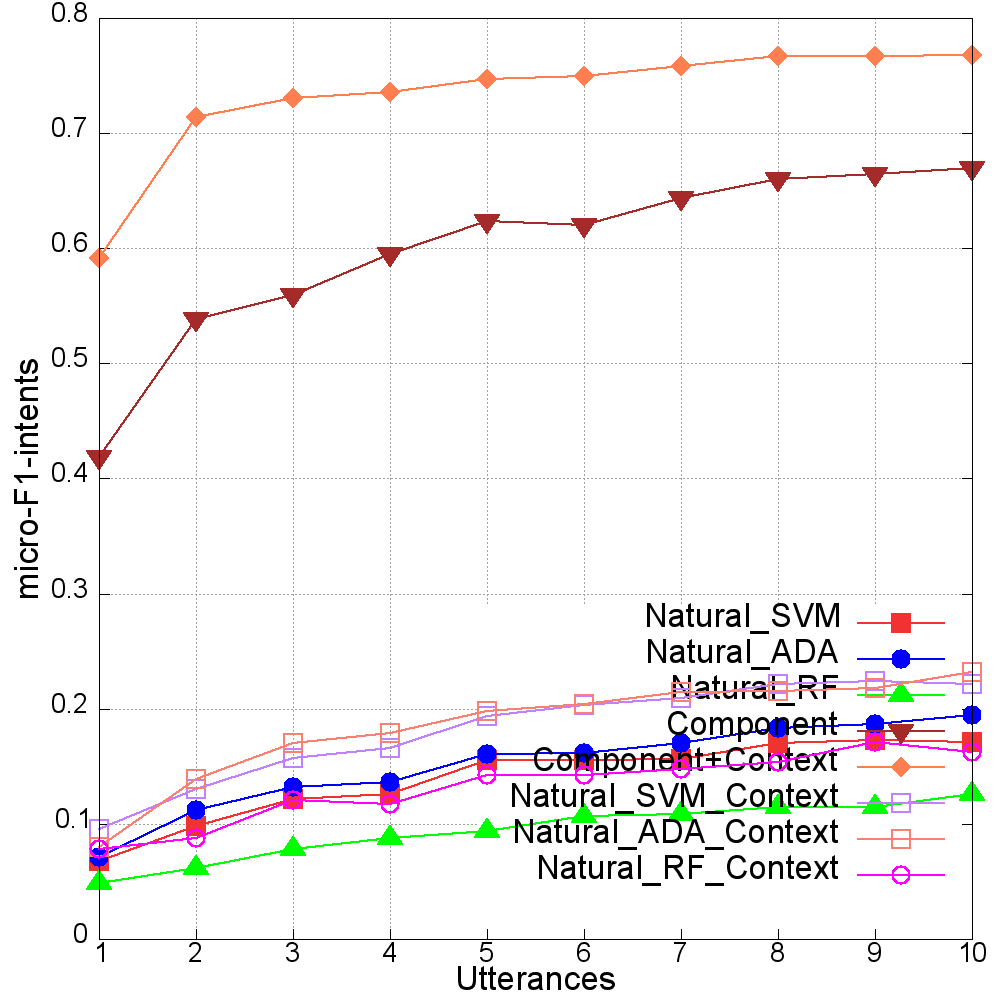 0.8
0.7
0.6
0.5
0.4
0.3
0.2
0.1
0
micro-F1-intents
Natural_SVM
Natural_ADA
Natural_RF
Component
Component+Context
Natural_SVM_Context
Natural_ADA_Context
Natural_RF_Context
1 2 3 4 5 6 7 8 9 10
Utterances